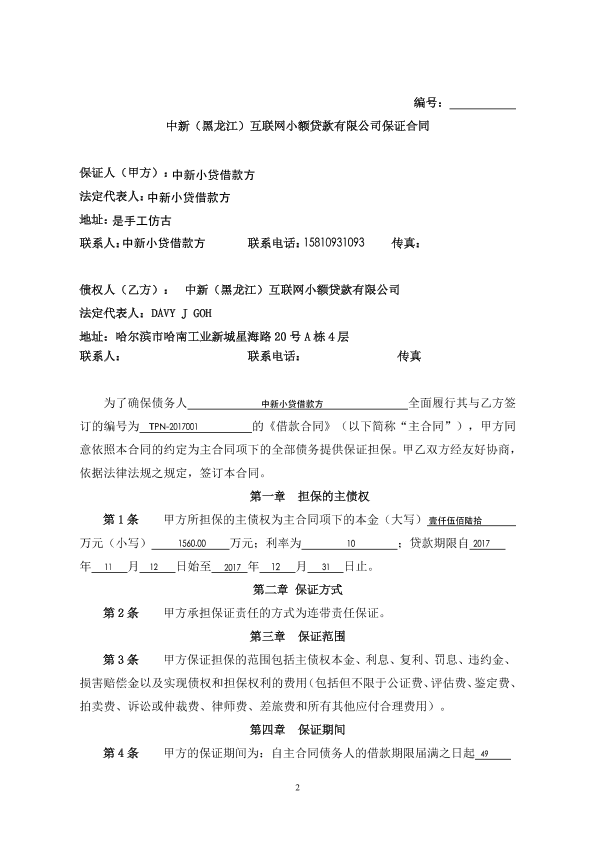 编号：
中新（黑龙江）互联网小额贷款有限公司保证合同
保证人（甲方）：中新小贷借款方
法定代表人：中新小贷借款方
地址：是手工仿古
联系人：中新小贷借款方 联系电话：15810931093 传真：
债权人（乙方）： 中新（黑龙江）互联网小额贷款有限公司
法定代表人：DAVY J GOH
地址：哈尔滨市哈南工业新城星海路 20 号 A 栋 4 层
联系人： 联系电话： 传真
为了确保债务人 中新小贷借款方 全面履行其与乙方签
订的编号为 TPN-2017001 的《借款合同》（以下简称“主合同”），甲方同
意依照本合同的约定为主合同项下的全部债务提供保证担保。甲乙双方经友好协商，
依据法律法规之规定，签订本合同。
第一章 担保的主债权
第 1 条 甲方所担保的主债权为主合同项下的本金（大写）壹仟伍佰陆拾
万元（小写） 1560.00 万元；利率为 10 ；贷款期限自 2017
年 11 月 12 日始至 2017 年 12 月 31 日止。
第二章 保证方式
第 2 条 甲方承担保证责任的方式为连带责任保证。
第三章 保证范围
第 3 条 甲方保证担保的范围包括主债权本金、利息、复利、罚息、违约金、
损害赔偿金以及实现债权和担保权利的费用（包括但不限于公证费、评估费、鉴定费、
拍卖费、诉讼或仲裁费、律师费、差旅费和所有其他应付合理费用）。
第四章 保证期间
第 4 条 甲方的保证期间为：自主合同债务人的借款期限届满之日起 49
2